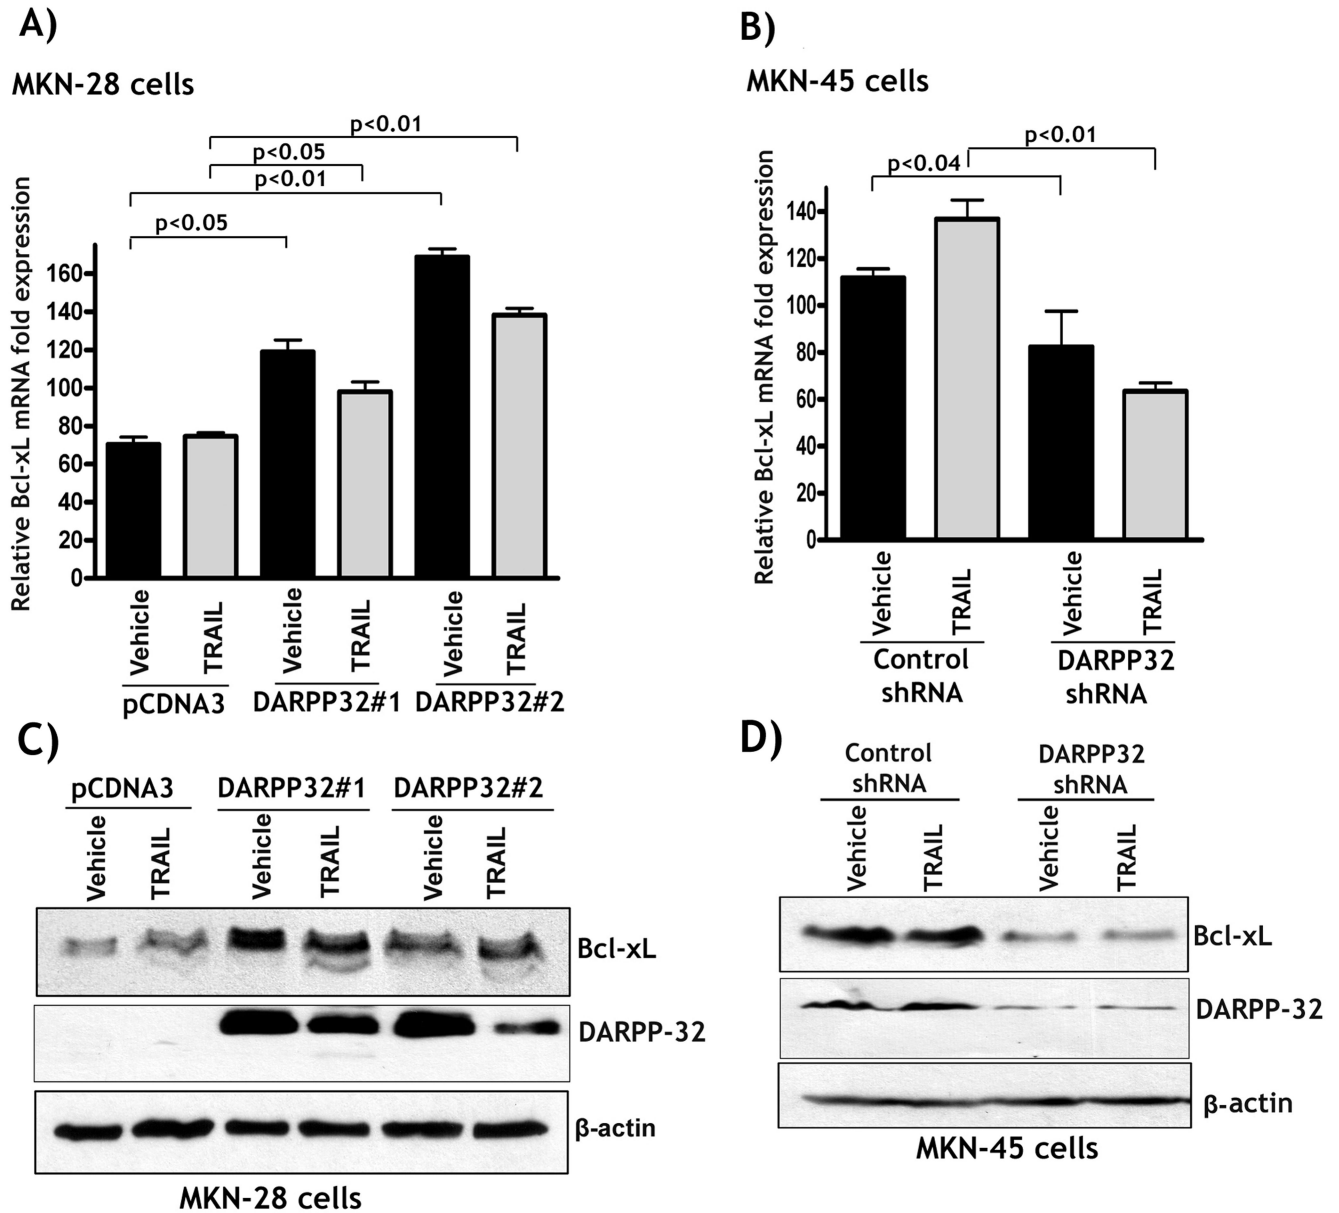 A)
MKN-28 cells
p<0.01
p<0.05
p<0.01
p<0.05
Relative Bcl-xL mRNA fold expression
160
140
120
100
80
60
40
20
0
Vehicle TRAIL Vehicle TRAIL Vehicle TRAIL
pCDNA3 DARPP32#1 DARPP32#2
B)
MKN-45 cells
p<0.01
p<0.04
Relative Bcl-xL mRNA fold expression
140
120
100
80
60
40
20
0
Vehicle TRAIL Vehicle TRAIL
Control DARPP32
shRNA shRNA
C)
pCDNA3 DARPP32#1 DARPP32#2
Vehicle TRAIL Vehicle TRAIL Vehicle TRAIL
Bcl-xL
DARPP-32
β-actin
MKN-28 cells
D)
Control DARPP32
shRNA shRNA
Vehicle TRAIL Vehicle TRAIL
Bcl-xL
DARPP-32
β-actin
MKN-45 cells